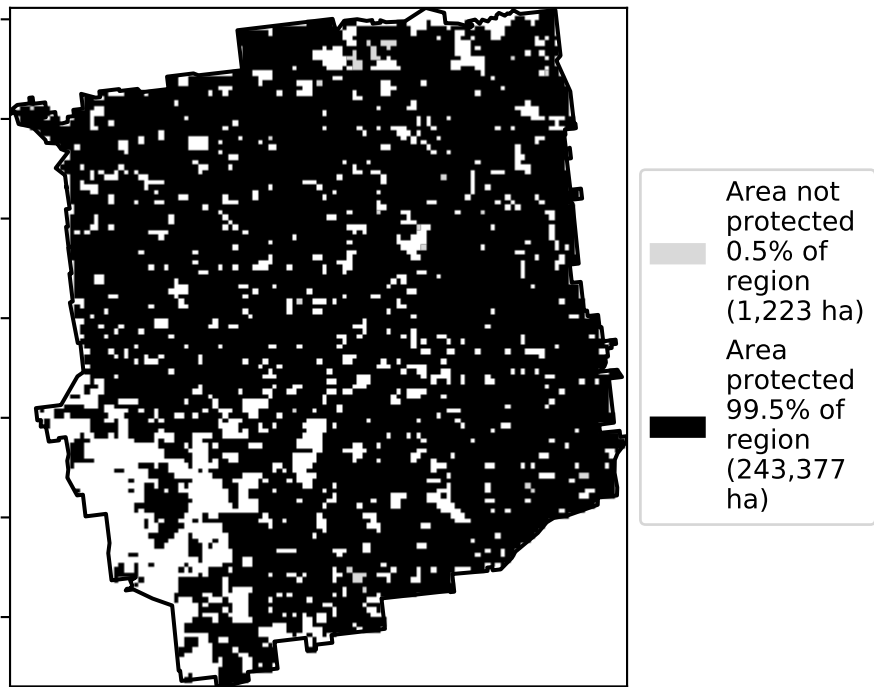 Area not
protected
0.5% of
region
(1,223 ha)
Area
protected
99.5% of
region
(243,377
ha)